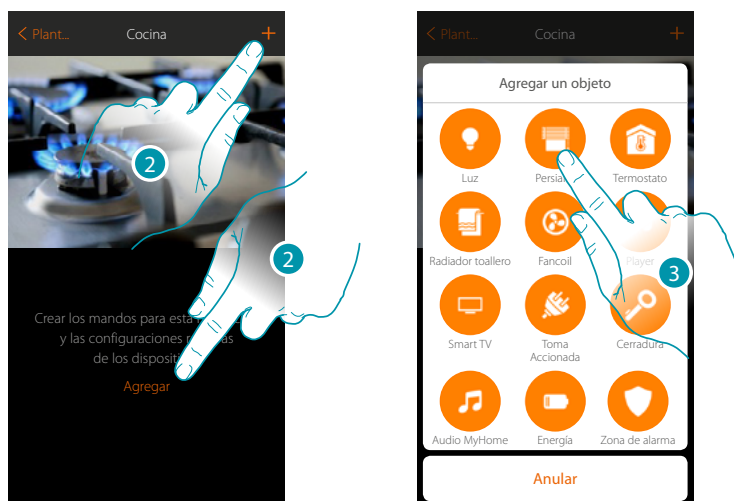 Plant...
Cocina
+
2
2
Crear los mandos para esta
y las configuraciones
de los
Agregar
Plant...
Cocina
+
Agregar un objeto
Luz
Termostato
Radiador toallero
Fancoil
Player
3
Smart TV
Toma
Accionada
Cerradura
Audio MyHome
Energía
Zona de alarma
Anular